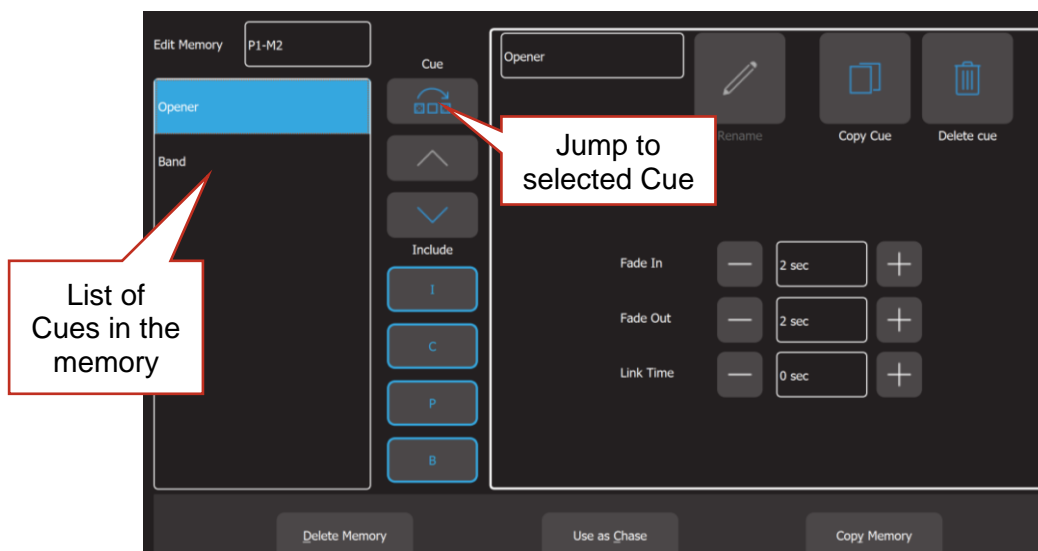 Edit Memory
P1-M2
Cue
Opener
Opener
Rename
Copy Cue
Delete cue
Jump to
selected Cue
Band
Include
List of
Cues in the
memory
I
C
P
B
Fade In
2 sec
Fade Out
2 sec
Link Time
0 sec
Delete Memory
Use as Chase
Copy Memory